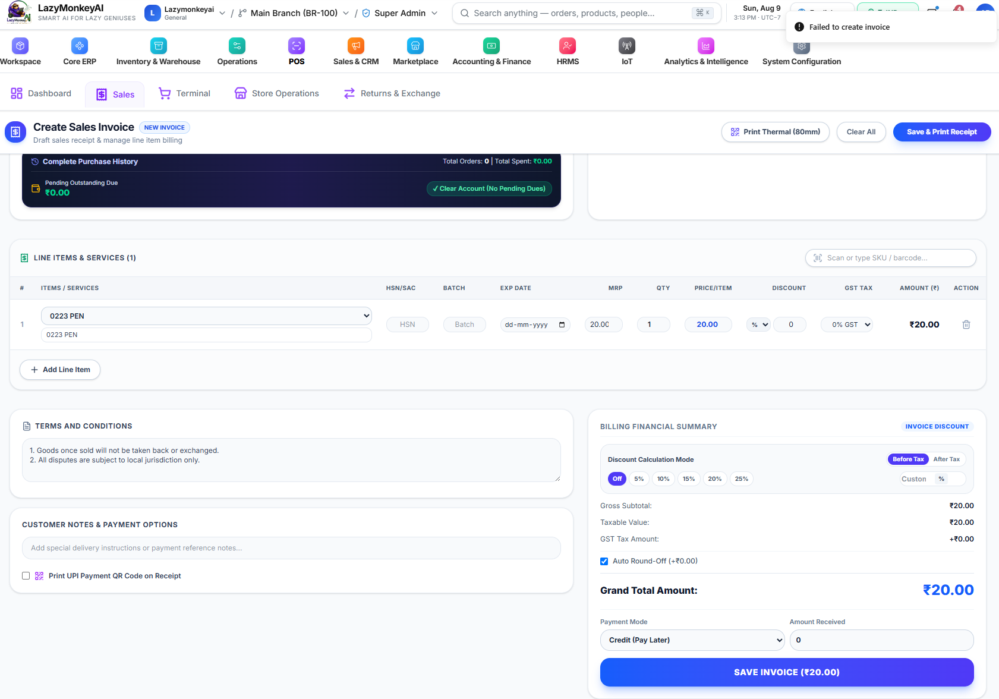 LazyMonkeyAI
SMART AI FOR LAZY GENIUSES
L
Lazymonkeyai
General
/ Main Branch (BR-100)
/ Super Admin
Search anything — orders, products, people...
⌘ K
Sun, Aug 9
3:13 PM · UTC-7
4
Failed to create invoice
Workspace
Core ERP
Inventory & Warehouse
Operations
POS
Sales & CRM
Marketplace
Accounting & Finance
HRMS
IoT
Analytics & Intelligence
System Configuration
Dashboard
Sales
Terminal
Store Operations
Returns & Exchange
Create Sales Invoice
NEW INVOICE
Draft sales receipt & manage line item billing
Print Thermal (80mm)
Clear All
Save & Print Receipt
Complete Purchase History
Total Orders: 0 | Total Spent: ₹0.00
Pending Outstanding Due
₹0.00
✓ Clear Account (No Pending Dues)
LINE ITEMS & SERVICES (1)
Scan or type SKU / barcode...
# ITEMS / SERVICES HSN/SAC BATCH EXP DATE MRP QTY PRICE/ITEM DISCOUNT GST TAX AMOUNT (₹) ACTION
1 0223 PEN HSN Batch dd-mm-yyyy 20.00 1 20.00 % 0 0% GST ₹20.00
0223 PEN
Add Line Item
TERMS AND CONDITIONS
1. Goods once sold will not be taken back or exchanged.
2. All disputes are subject to local jurisdiction only.
CUSTOMER NOTES & PAYMENT OPTIONS
Add special delivery instructions or payment reference notes...
Print UPI Payment QR Code on Receipt
BILLING FINANCIAL SUMMARY
INVOICE DISCOUNT
Discount Calculation Mode
Before Tax After Tax
Off 5% 10% 15% 20% 25%
Custon %
Gross Subtotal: ₹20.00
Taxable Value: ₹20.00
GST Tax Amount: +₹0.00
Auto Round-Off (+₹0.00)
Grand Total Amount: ₹20.00
Payment Mode
Amount Received
Credit (Pay Later)
0
SAVE INVOICE (₹20.00)